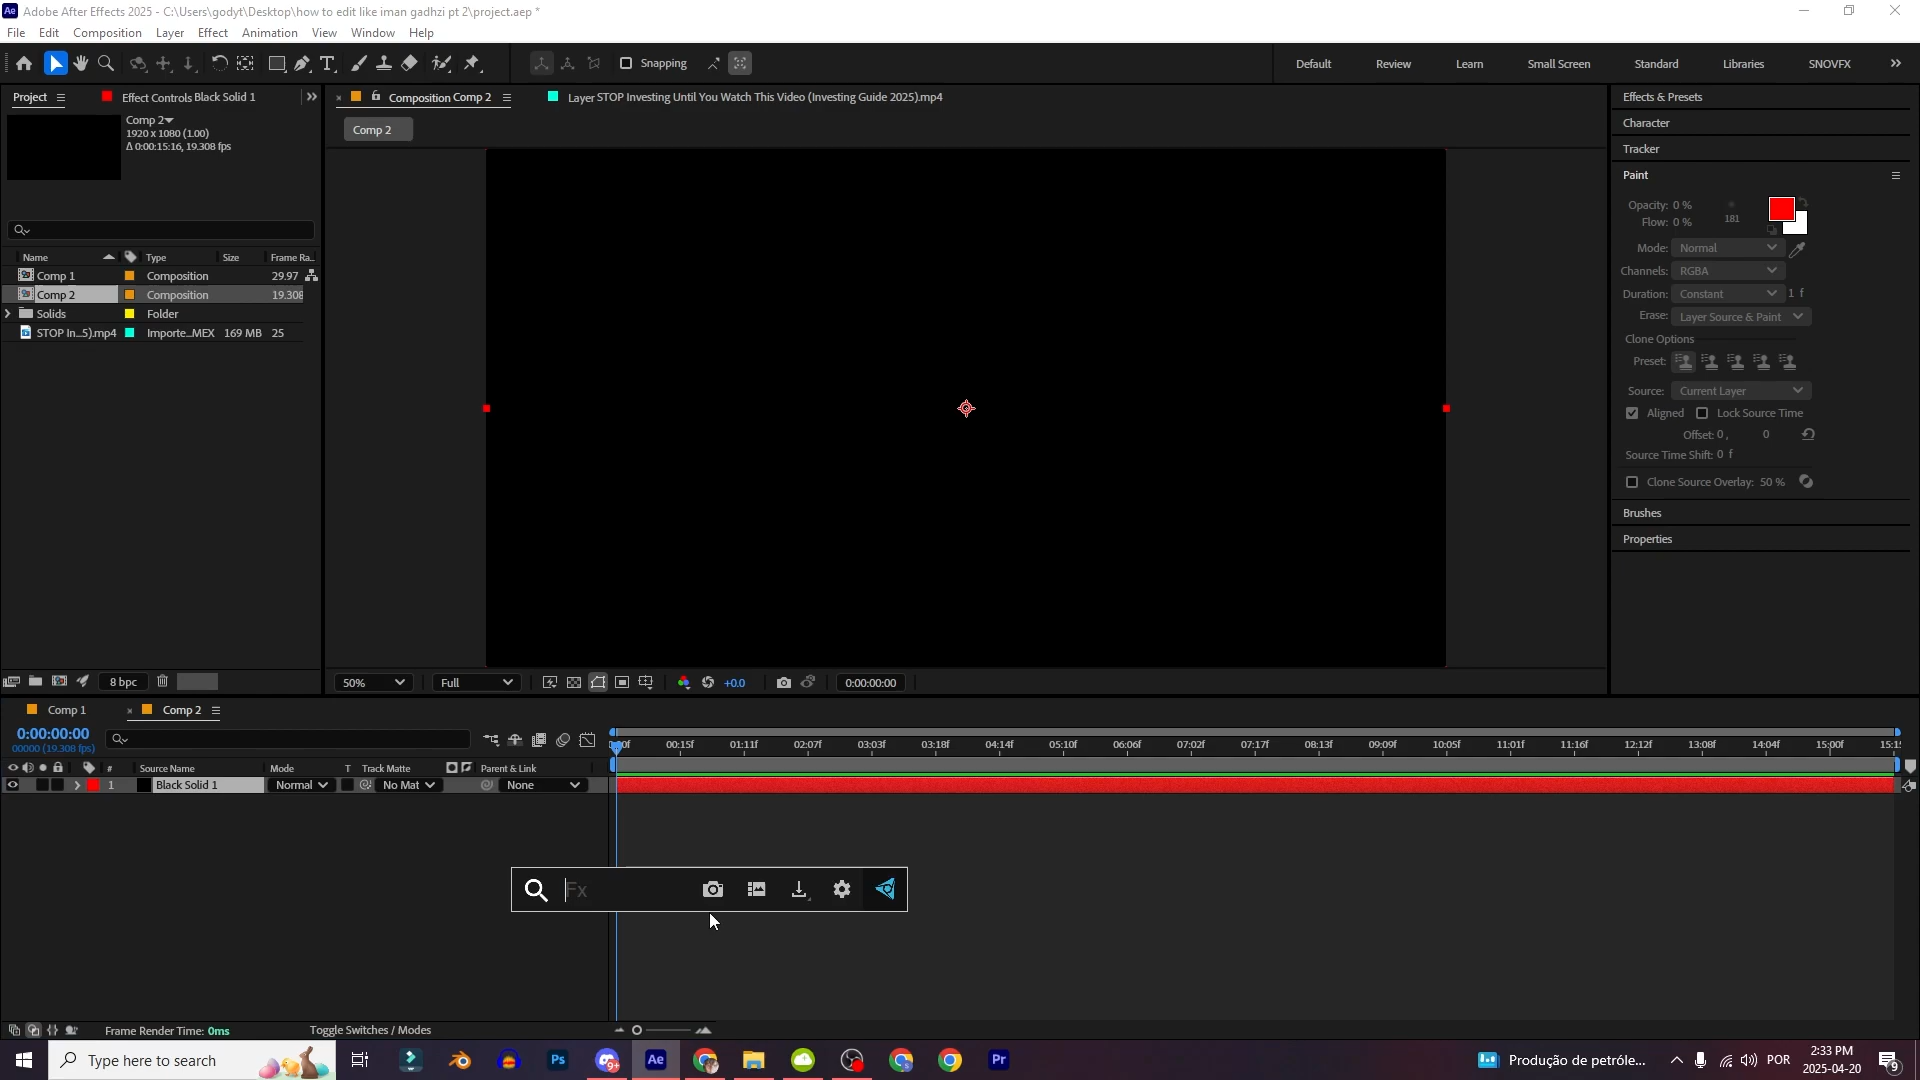 Adobe After Effects 2025 - C:\Users\godyt\Desktop\how to edit like iman gadhzi pt 2\project.aep *
File Edit Composition Layer Effect Animation View Window Help
Snapping
Default Review Learn Small Screen Standard Libraries SNOVFX
Project
Effect Controls Black Solid 1
Composition Comp 2
Layer STOP Investing Until You Watch This Video (Investing Guide 2025).mp4
Comp 2
1920 x 1080 (1.00)
Δ 0:00:15:16, 19.308 fps
Comp 2
Name Type Size Frame Ra...
Comp 1 Composition 29.97
Comp 2 Composition 19.308
Solids Folder
STOP In...5).mp4 Importe...MEX 169 MB 25
8 bpc
50% Full +0.0 0:00:00:00
Effects & Presets
Character
Tracker
Paint
Opacity: 0 %
Flow: 0 %
181
Mode: Normal
Channels: RGBA
Duration: Constant 1 f
Erase: Layer Source & Paint
Clone Options
Preset:
Source: Current Layer
Aligned Lock Source Time
Offset: 0, 0
Source Time Shift: 0 f
Clone Source Overlay: 50 %
Brushes
Properties
Comp 1 Comp 2
0:00:00:00
00000 (19.308 fps)
00:15f 01:11f 02:07f 03:03f 03:18f 04:14f 05:10f 06:06f 07:02f 07:17f 08:13f 09:09f 10:05f 11:01f 11:16f 12:12f 13:08f 14:04f 15:00f
# Source Name Mode T Track Matte Parent & Link
1 Black Solid 1 Normal No Mat None
Fx
Frame Render Time: 0ms
Toggle Switches / Modes
Type here to search
Ps Ae Pr
9+
Produção de petróle...
POR
2:33 PM
2025-04-20
9